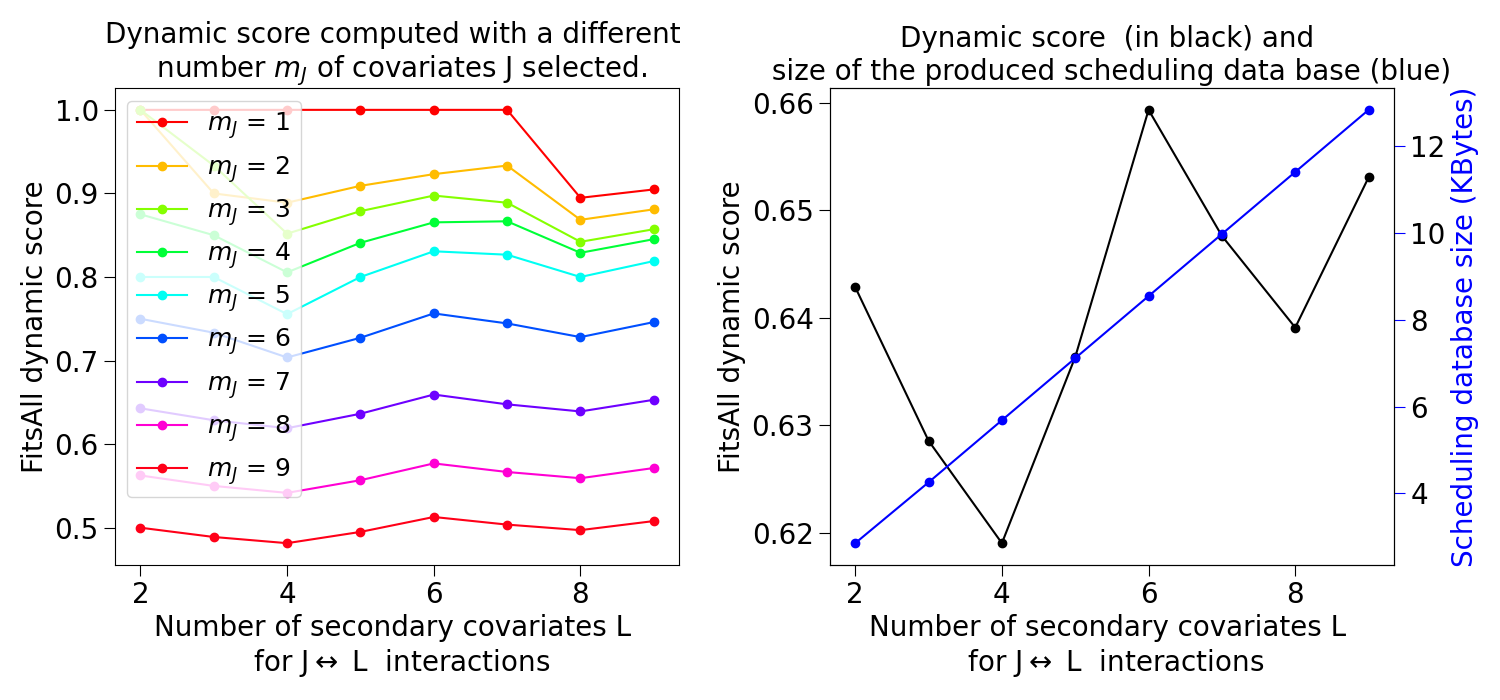 Dynamic score computed with a different
number m_J of covariates J selected.
1.0
0.9
0.8
0.7
0.6
0.5
FitsAll dynamic score
m_J = 1
m_J = 2
m_J = 3
m_J = 4
m_J = 5
m_J = 6
m_J = 7
m_J = 8
m_J = 9
2 4 6 8
Number of secondary covariates L
for J↔ L interactions
Dynamic score (in black) and
size of the produced scheduling data base (blue)
0.66
0.65
0.64
0.63
0.62
FitsAll dynamic score
12
10
8
6
4
Scheduling database size (KBytes)
2 4 6 8
Number of secondary covariates L
for J↔ L interactions